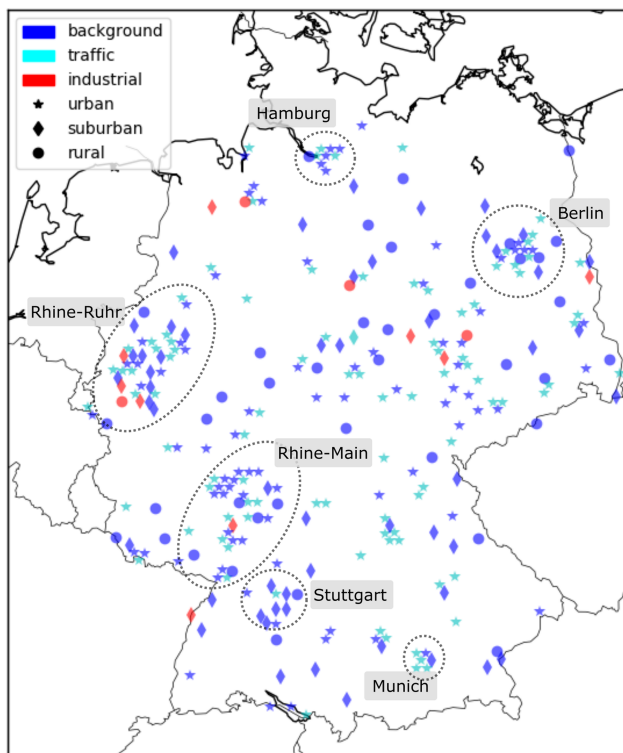 background
traffic
industrial
urban
suburban
rural
Hamburg
Berlin
Rhine-Ruhr
Rhine-Main
Stuttgart
Munich